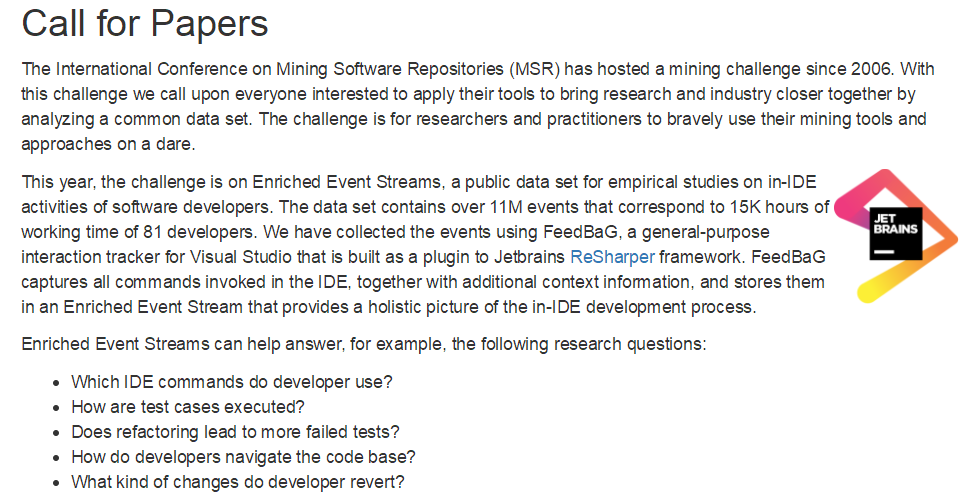 Call for Papers
The International Conference on Mining Software Repositories (MSR) has hosted a mining challenge since 2006. With
this challenge we call upon everyone interested to apply their tools to bring research and industry closer together by
analyzing a common data set. The challenge is for researchers and practitioners to bravely use their mining tools and
approaches on a dare.
This year, the challenge is on Enriched Event Streams, a public data set for empirical studies on in-IDE
activities of software developers. The data set contains over 11M events that correspond to 15K hours of
working time of 81 developers. We have collected the events using FeedBaG, a general-purpose
interaction tracker for Visual Studio that is built as a plugin to Jetbrains ReSharper framework. FeedBaG
captures all commands invoked in the IDE, together with additional context information, and stores them
in an Enriched Event Stream that provides a holistic picture of the in-IDE development process.
JET
BRAINS
Enriched Event Streams can help answer, for example, the following research questions:
• Which IDE commands do developer use?
• How are test cases executed?
• Does refactoring lead to more failed tests?
• How do developers navigate the code base?
• What kind of changes do developer revert?